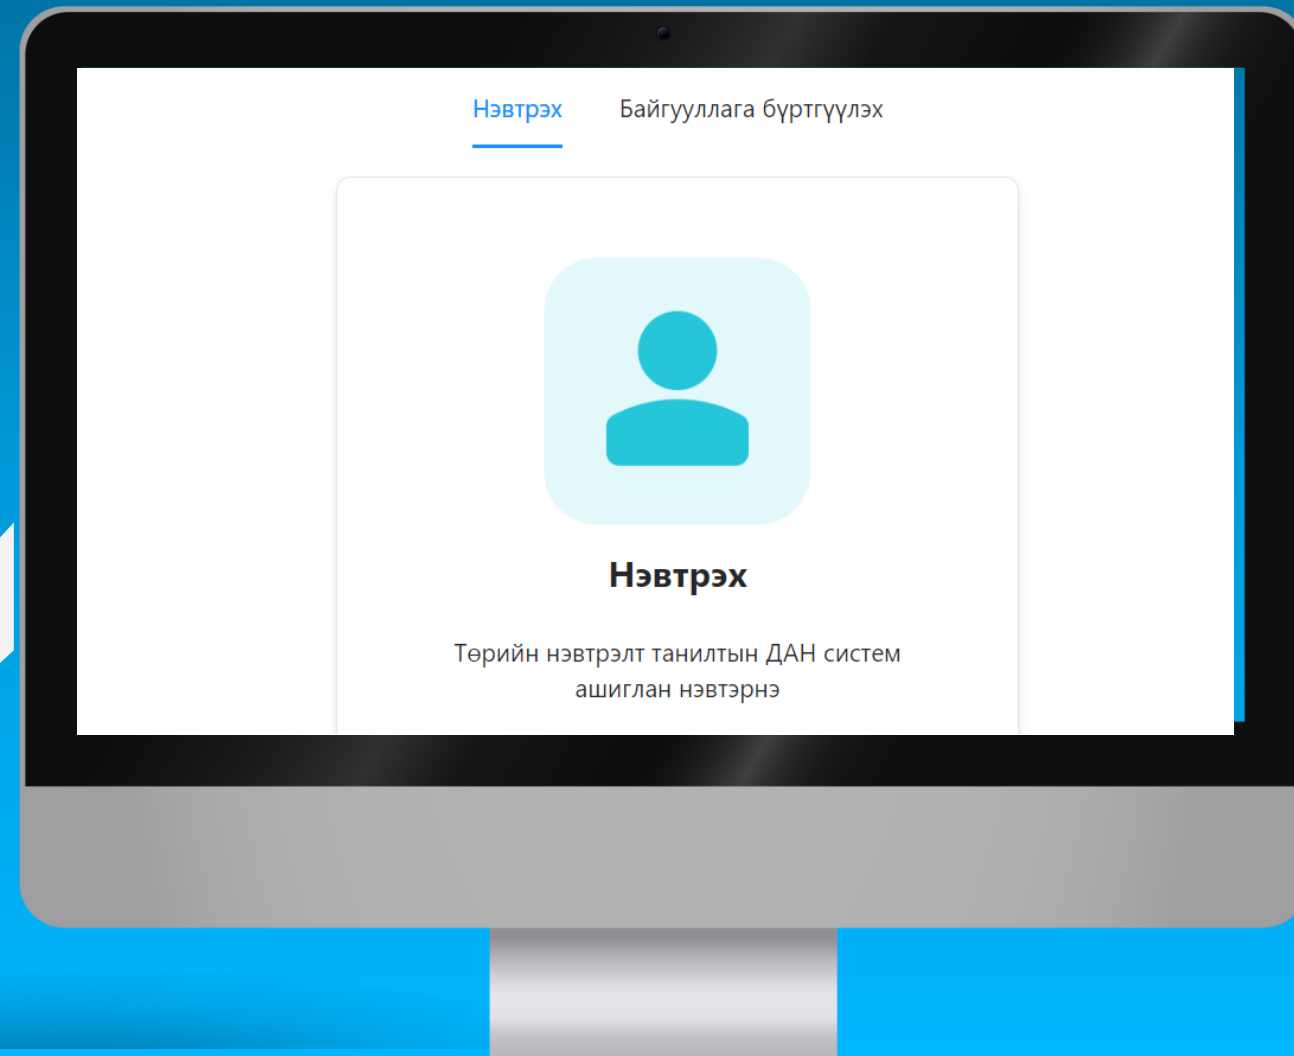 Нэвтрэх
Байгууллага бүртгүүлэх
Нэвтрэх
Төрийн нэвтрэлт танилтын ДАН систем
ашиглан нэвтэрнэ